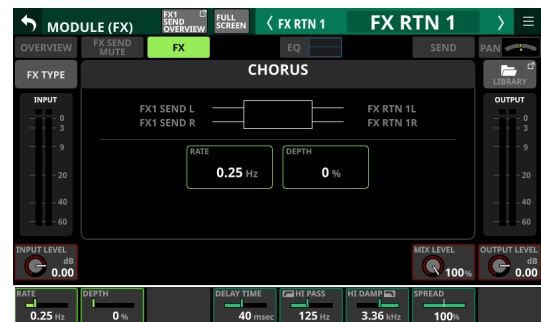 MODULE (FX)
FX1 SEND OVERVIEW
FULL SCREEN
FX RTN 1
FX RTN 1
OVERVIEW
FX SEND MUTE
FX
EQ
SEND
PAN
FX TYPE
CHORUS
LIBRARY
INPUT
OUTPUT
FX1 SEND L
FX RTN 1L
FX1 SEND R
FX RTN 1R
0
3
9
20
40
60
0
3
9
20
40
60
RATE
0.25 Hz
DEPTH
0 %
INPUT LEVEL
dB
0.00
MIX LEVEL
100%
OUTPUT LEVEL
dB
0.00
RATE
0.25 Hz
DEPTH
0 %
DELAY TIME
40 msec
HI PASS
125 Hz
HI DAMP
3.36 kHz
SPREAD
100%